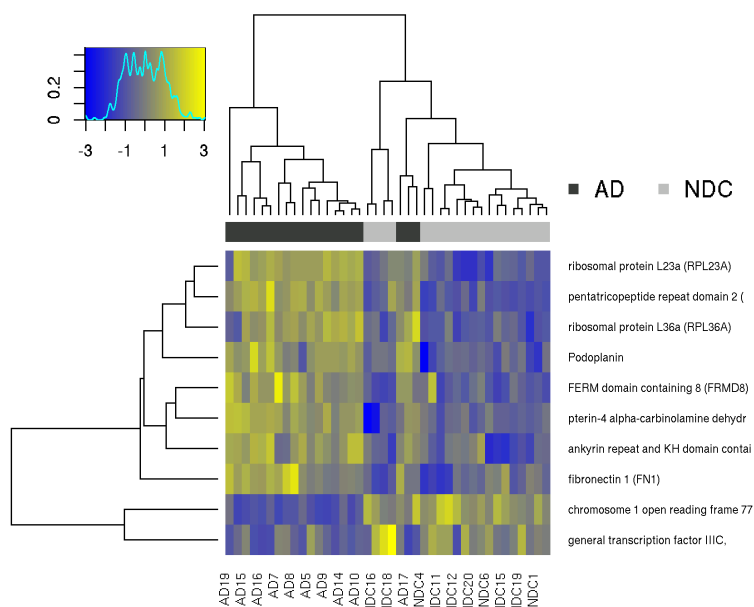 0.2
0
-3 -1 1 3
AD NDC
ribosomal protein L23a (RPL23A)
pentatricopeptide repeat domain 2 (
ribosomal protein L36a (RPL36A)
Podoplanin
FERM domain containing 8 (FRMD8)
pterin-4 alpha-carbinolamine dehydr
ankyrin repeat and KH domain contai
fibronectin 1 (FN1)
chromosome 1 open reading frame 77
general transcription factor IIIC,
AD19
AD15
AD16
AD7
AD8
AD5
AD9
AD14
AD10
IDC16
IDC18
AD17
NDC4
IDC11
IDC12
IDC20
NDC6
IDC15
IDC19
NDC1